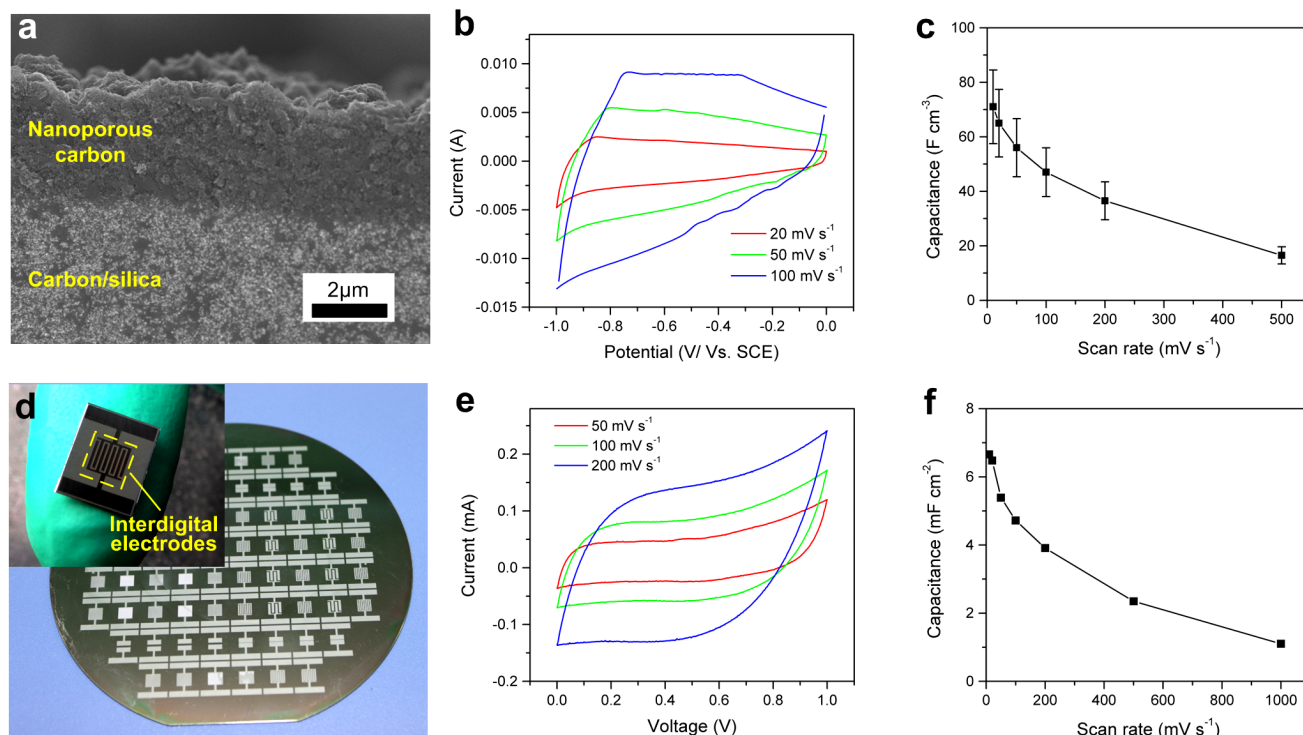 a
Nanoporous
carbon
Carbon/silica
2μm
b
Current (A)
0.010
0.005
0.000
-0.005
-0.010
-0.015
20 mV s⁻¹
50 mV s⁻¹
100 mV s⁻¹
-1.0 -0.8 -0.6 -0.4 -0.2 0.0
Potential (V/ Vs. SCE)
c
Capacitance (F cm⁻³)
100
80
60
40
20
0
0 100 200 300 400 500
Scan rate (mV s⁻¹)
d
Interdigital
electrodes
e
Current (mA)
50 mV s⁻¹
100 mV s⁻¹
200 mV s⁻¹
0.2
0.1
0.0
-0.1
-0.2
0.0 0.2 0.4 0.6 0.8 1.0
Voltage (V)
f
Capacitance (mF cm⁻²)
8
6
4
2
0
0 200 400 600 800 1000
Scan rate (mV s⁻¹)